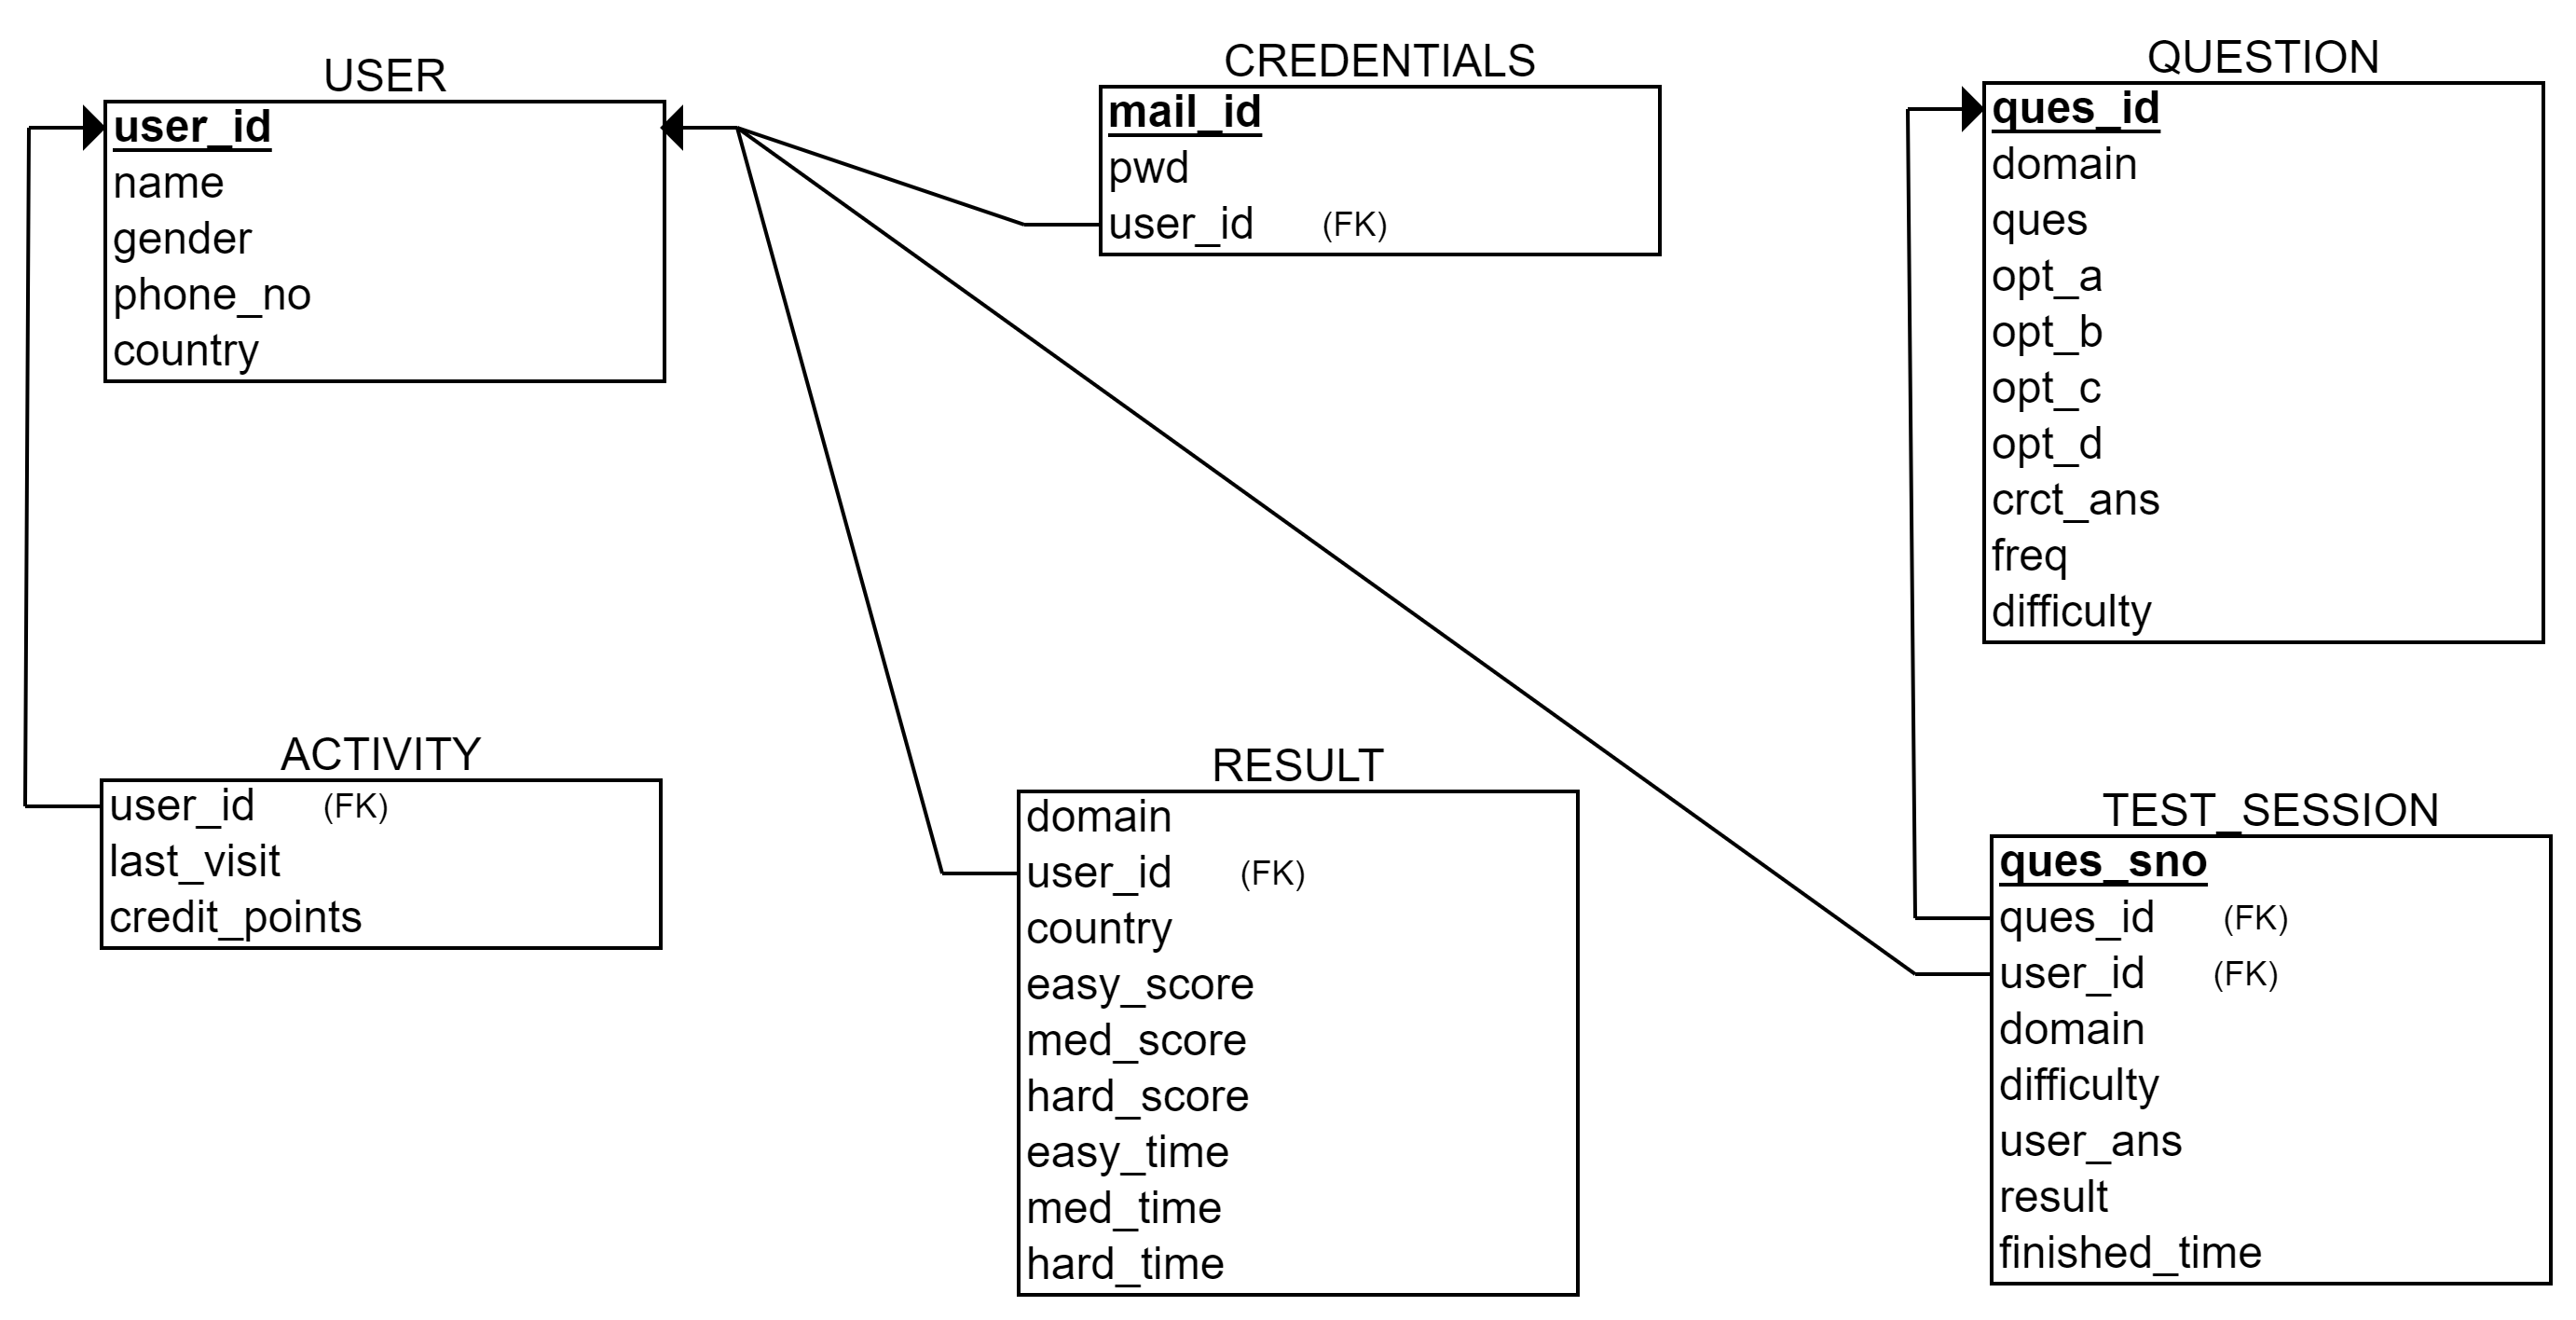 USER
user_id
name
gender
phone_no
country
CREDENTIALS
mail_id
pwd
user_id (FK)
QUESTION
ques_id
domain
ques
opt_a
opt_b
opt_c
opt_d
crct_ans
freq
difficulty
ACTIVITY
user_id (FK)
last_visit
credit_points
RESULT
domain
user_id (FK)
country
easy_score
med_score
hard_score
easy_time
med_time
hard_time
TEST_SESSION
ques_sno
ques_id (FK)
user_id (FK)
domain
difficulty
user_ans
result
finished_time